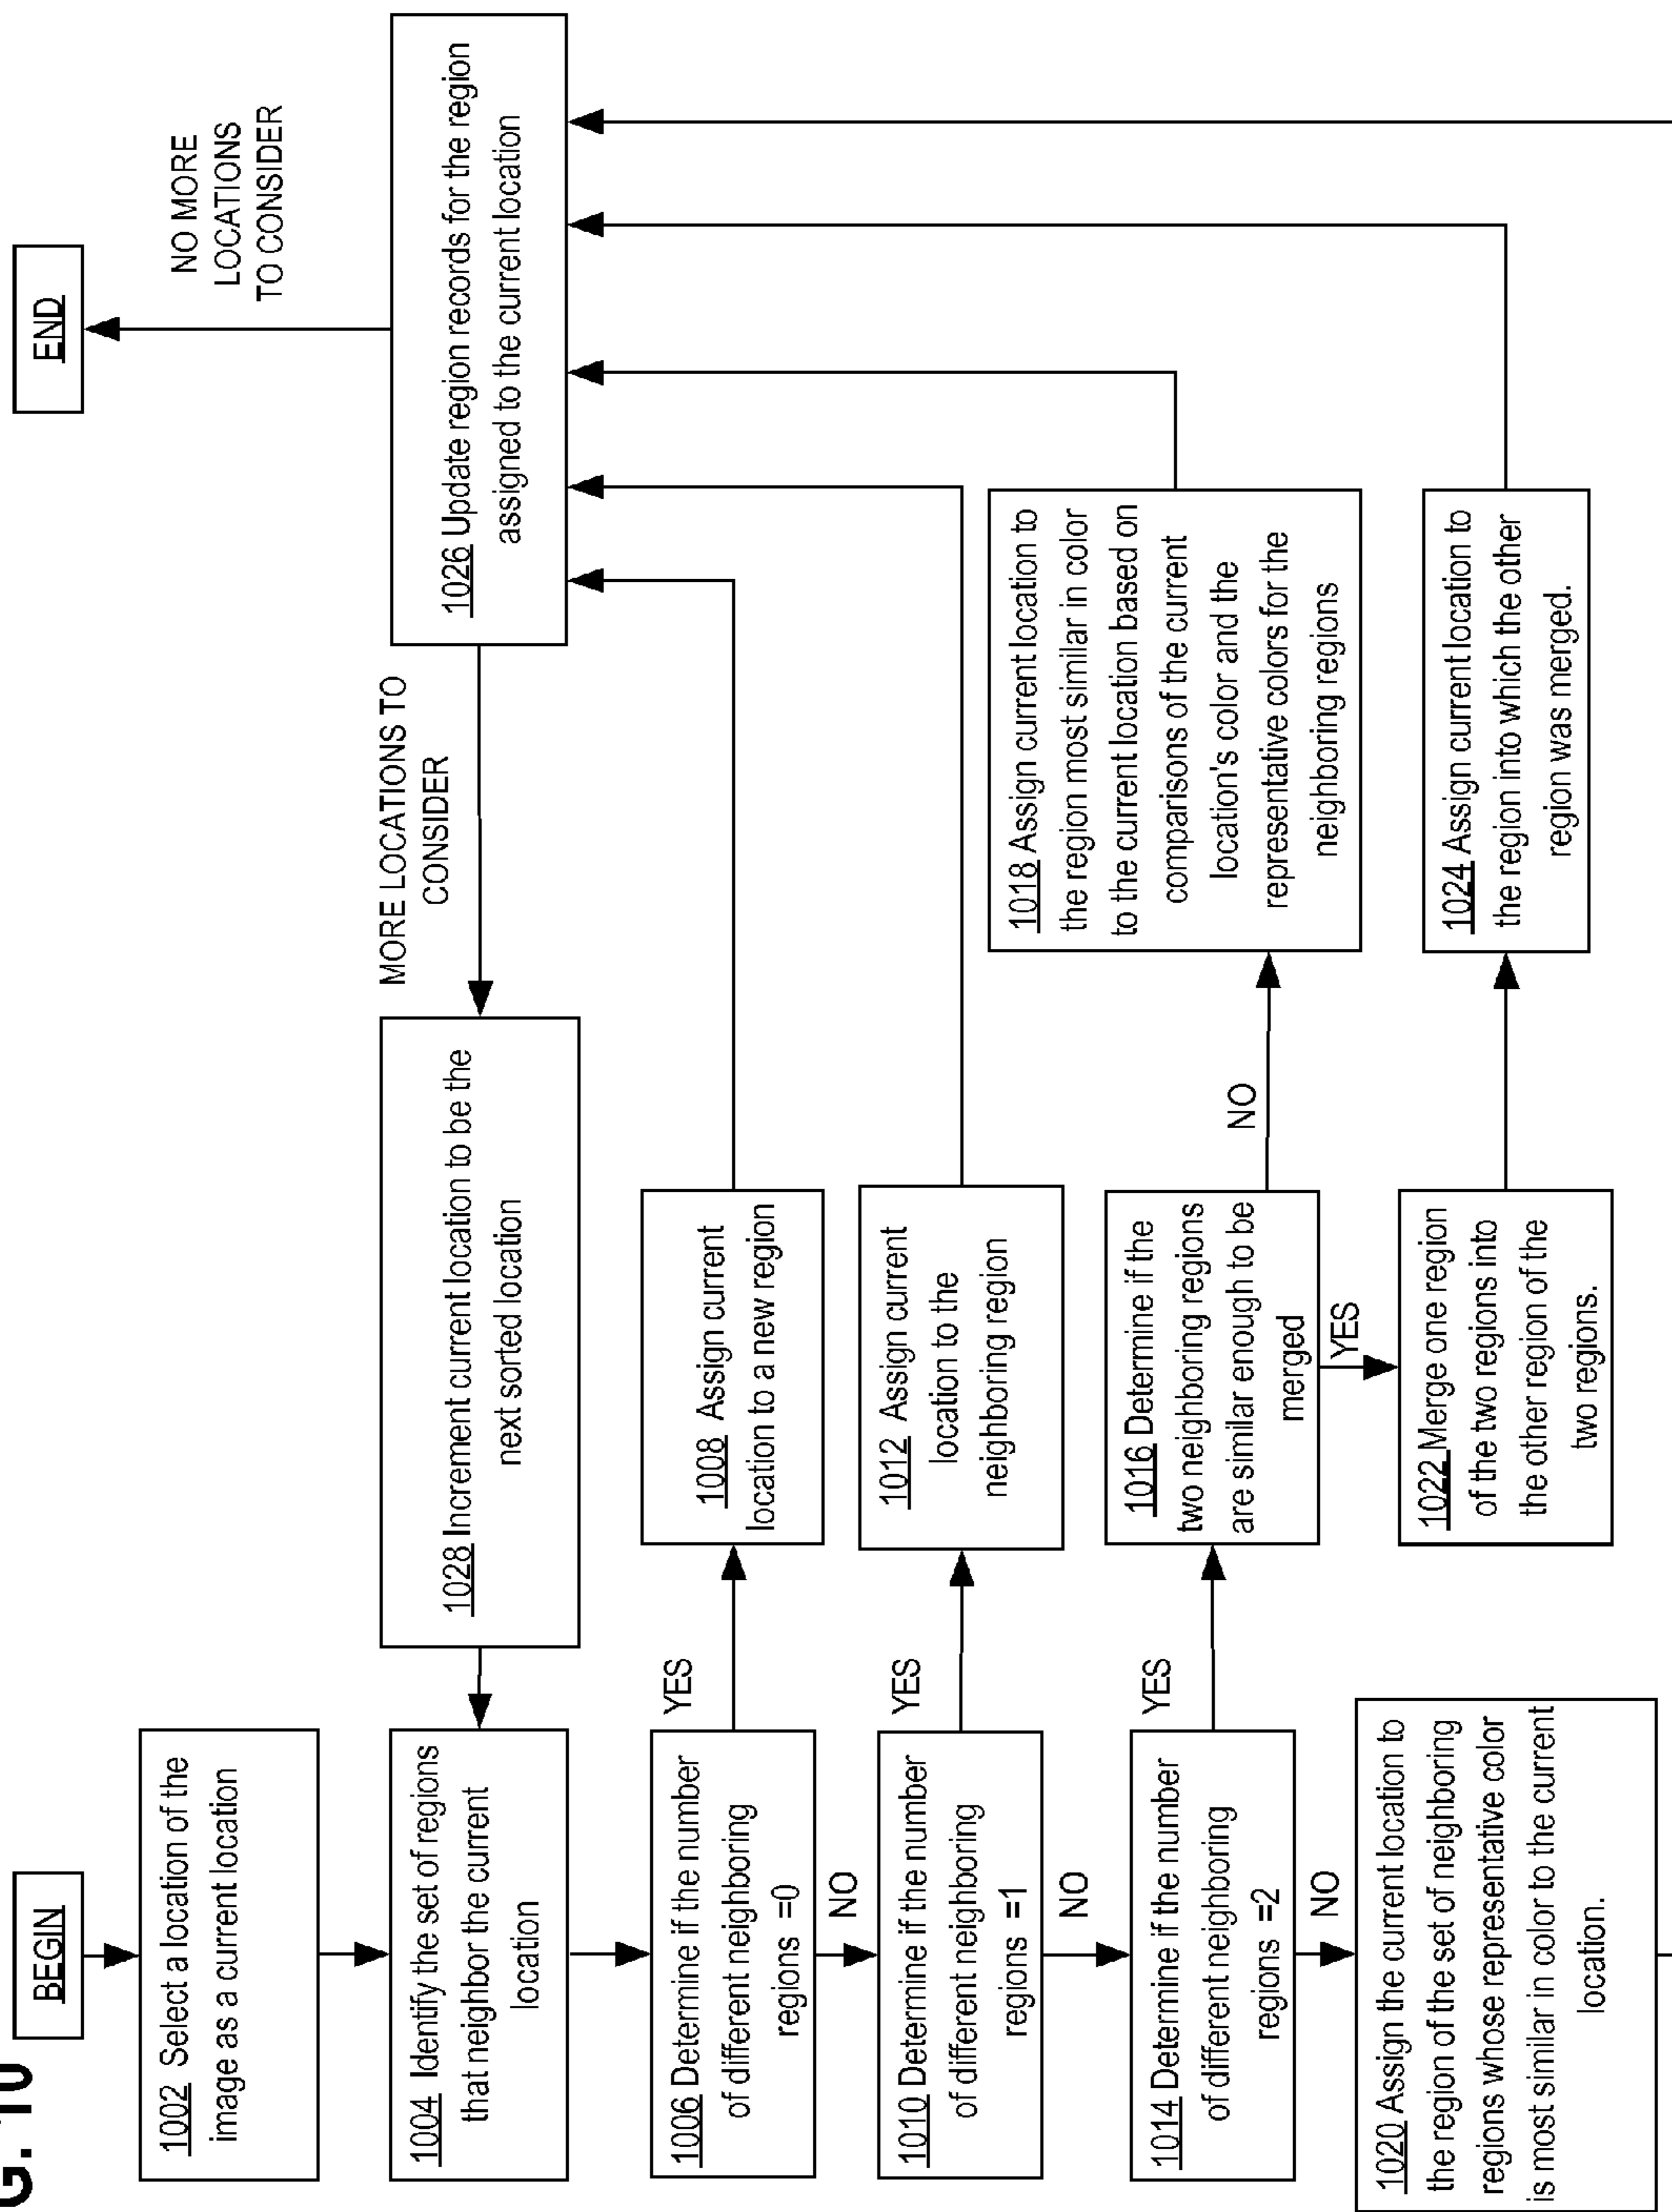 G. 10
BEGIN
1002 Select a location of the
image as a current location
1004 Identify the set of regions
that neighbor the current
location
1006 Determine if the number
of different neighboring
regions =0
YES
NO
1008 Assign current
location to a new region
1010 Determine if the number
of different neighboring
regions =1
YES
NO
1012 Assign current
location to the
neighboring region
1014 Determine if the number
of different neighboring
regions =2
YES
NO
1016 Determine if the
two neighboring regions
are similar enough to be
merged
NO
YES
1018 Assign current location to
the region most similar in color
to the current location based on
comparisons of the current
location's color and the
representative colors for the
neighboring regions
1020 Assign the current location to
the region of the set of neighboring
regions whose representative color
is most similar in color to the current
location.
1022 Merge one region
of the two regions into
the other region of the
two regions.
1024 Assign current location to
the region into which the other
region was merged.
1026 Update region records for the region
assigned to the current location
MORE LOCATIONS TO
CONSIDER
1028 Increment current location to be the
next sorted location
NO MORE
LOCATIONS
TO CONSIDER
END